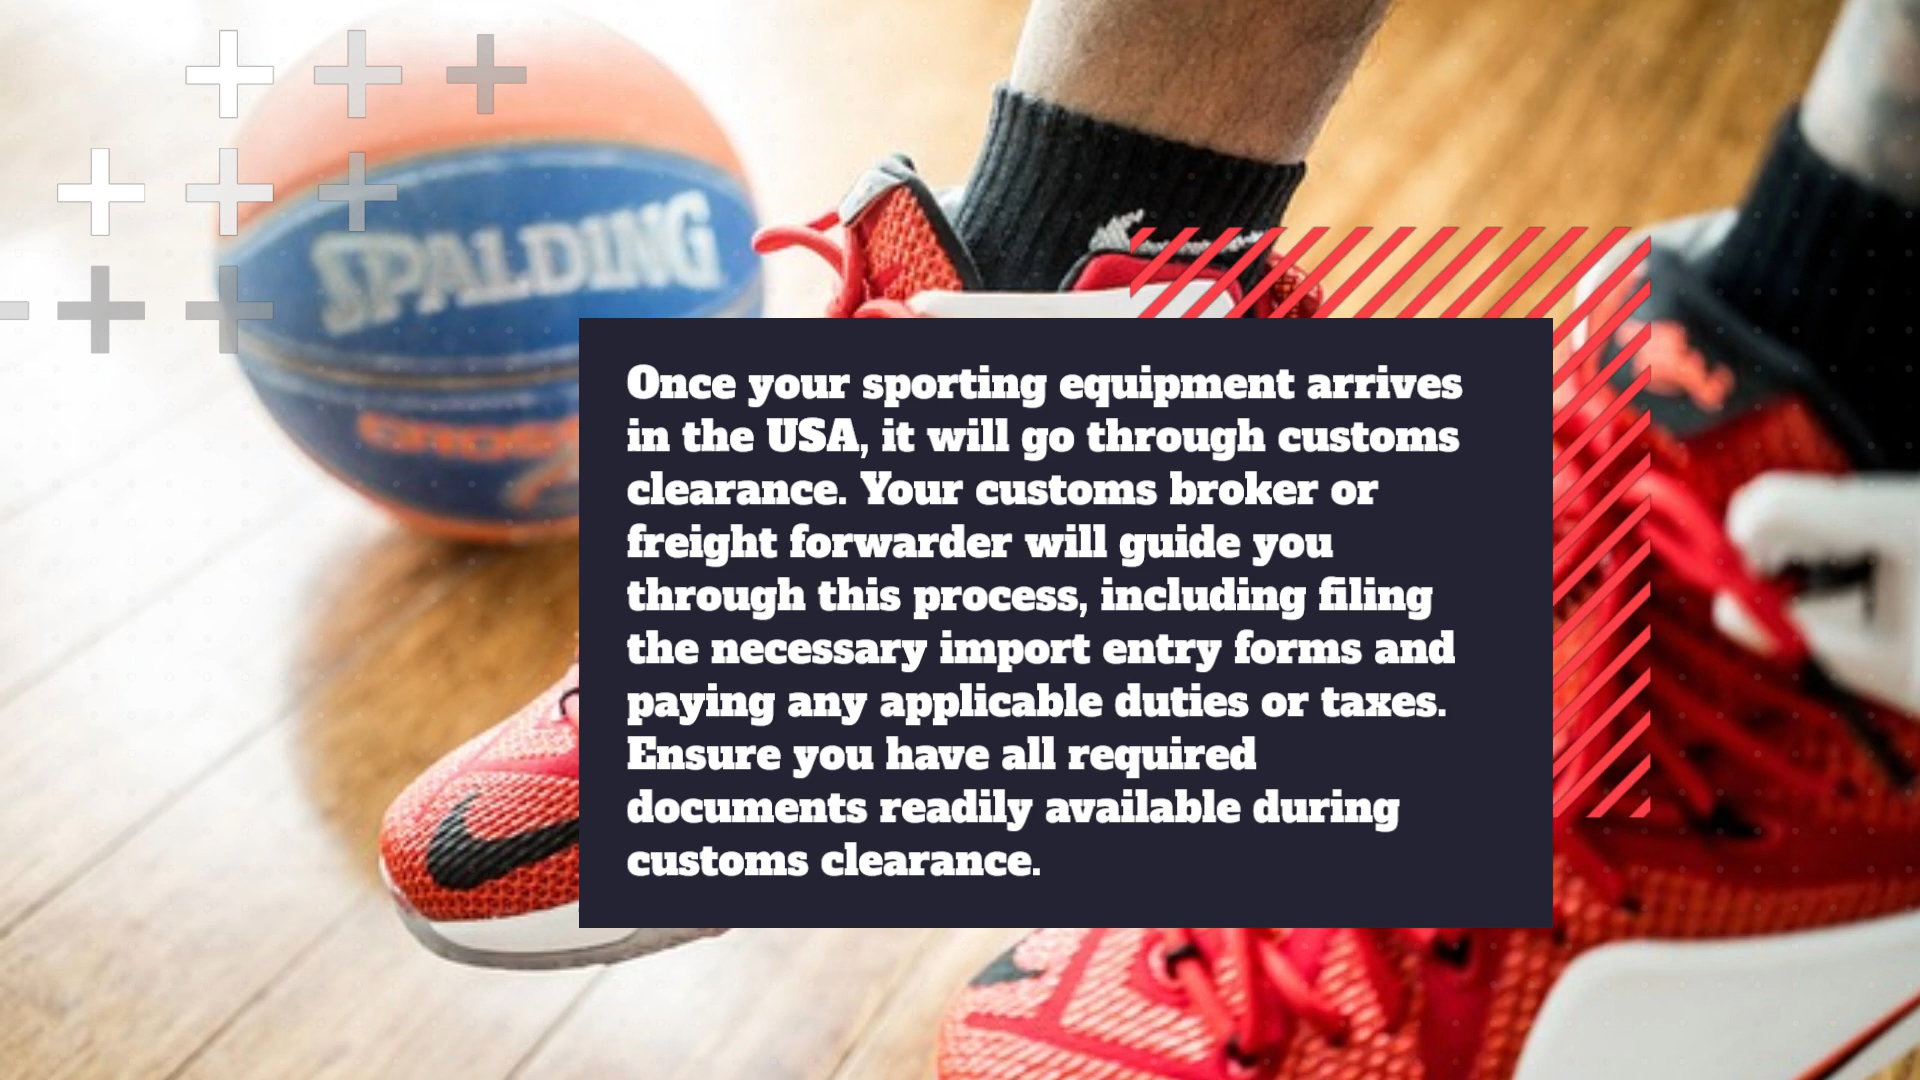 SPALDING
Once your sporting equipment arrives
in the USA, it will go through customs
clearance. Your customs broker or
freight forwarder will guide you
through this process, including filing
the necessary import entry forms and
paying any applicable duties or taxes.
Ensure you have all required
documents readily available during
customs clearance.